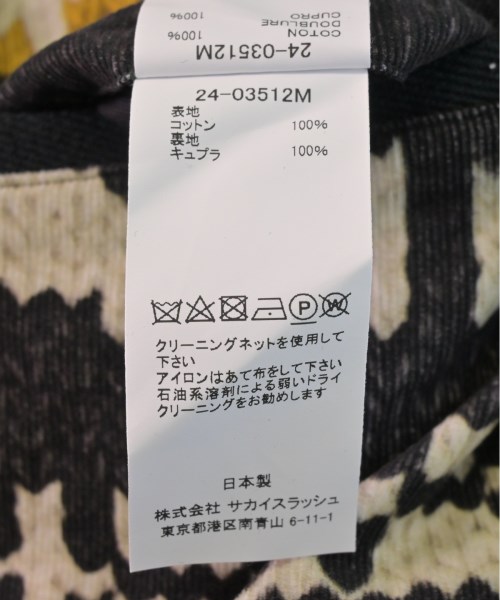 COTON 100%
DOUBLURE
CUPRO 100%
24-03512M
24-03512M
表地
コットン 100%
裏地
キュプラ 100%
P W
クリーニングネットを使用して
下さい
アイロンはあて布をして下さい
石油系溶剤による弱いドライ
クリーニングをお勧めします
日本製
株式会社 サカイスラッシュ
東京都港区南青山 6-11-1